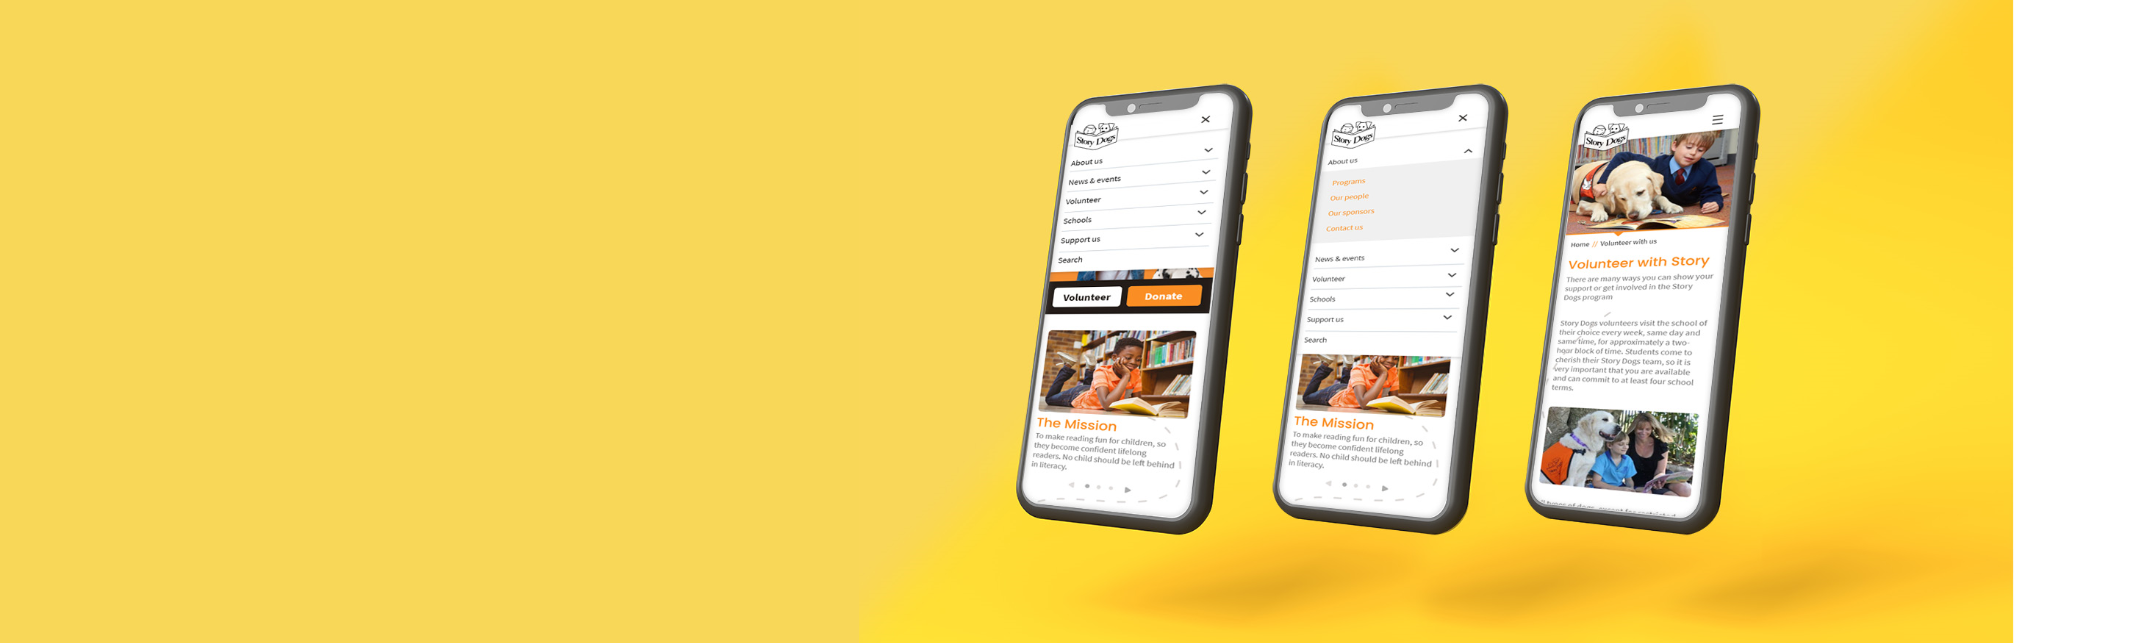 Story Dogs
About us
News & events
Volunteer
Schools
Support us
Search
Volunteer
Donate
The Mission
To make reading fun for children, so
they become confident lifelong
readers. No child should be left behind
in literacy.
Story Dogs
About us
Programs
Our people
Our sponsors
Contact us
News & events
Volunteer
Schools
Support us
Search
The Mission
To make reading fun for children, so
they become confident lifelong
readers. No child should be left behind
in literacy.
Story Dogs
Home // Volunteer with us
Volunteer with Story
There are many ways you can show your
support or get involved in the Story
Dogs program
Story Dogs volunteers visit the school of
their choice every week, same day and
same time, for approximately a two-
hour block of time. Students come to
cherish their Story Dogs team, so it is
very important that you are available
and can commit to at least four school
terms.